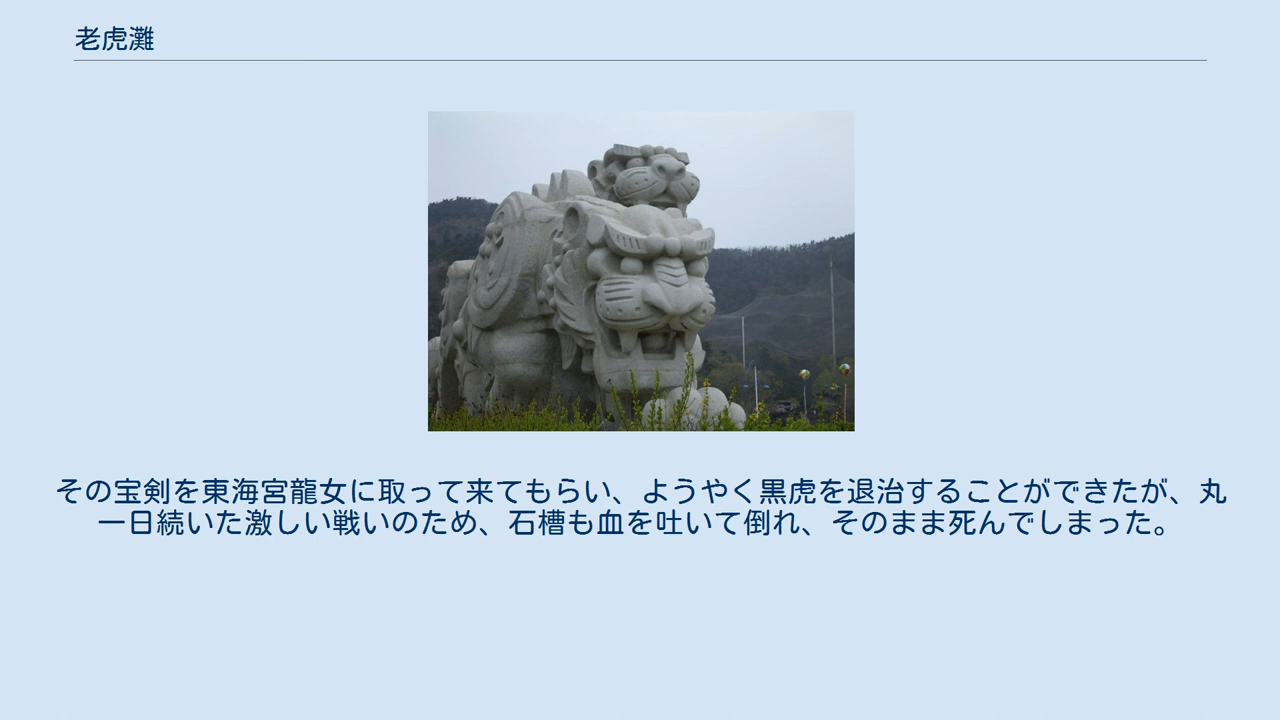 老虎灘
その宝剣を東海宮龍女に取って来てもらい、ようやく黒虎を退治することができたが、丸
一日続いた激しい戦いのため、石槽も血を吐いて倒れ、そのまま死んでしまった。